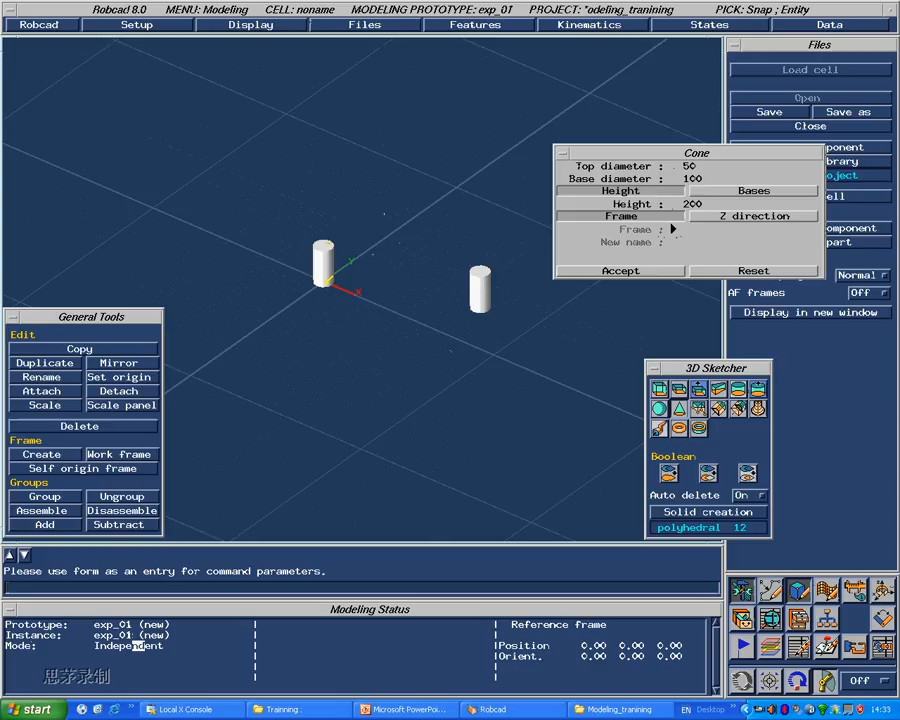 Robcad 8.0 MENU: Modeling CELL: noname MODELING PROTOTYPE: exp_01 PROJECT: "odeling_tranining PICK: Snap ; Entity
Robcad Setup Display Files Features Kinematics States Data
Files
Load cell
Open
Save Save as
Close
ponent
brary
oject
ell
omponent
part
Normal
AF frames Off
Display in new window
Cone
Top diameter : 50
Base diameter : 100
Height Bases
Height : 200
Frame Z direction
Frame :
New name :
Accept Reset
Y
X
General Tools
Edit
Copy
Duplicate Mirror
Rename Set origin
Attach Detach
Scale Scale panel
Delete
Frame
Create Work frame
Self origin frame
Groups
Group Ungroup
Assemble Disassemble
Add Subtract
3D Sketcher
Boolean
Auto delete On
Solid creation
polyhedral 12
Please use form as an entry for command parameters.
Modeling Status
Prototype: exp_01 (new)
Instance: exp_01 (new)
Mode: Independent
Reference frame
Position 0.00 0.00 0.00
Orient. 0.00 0.00 0.00
思茅录制
Off
start Local X Console Trainning Microsoft PowerPoi... Robcad Modeling_training EN Desktop » 14:33